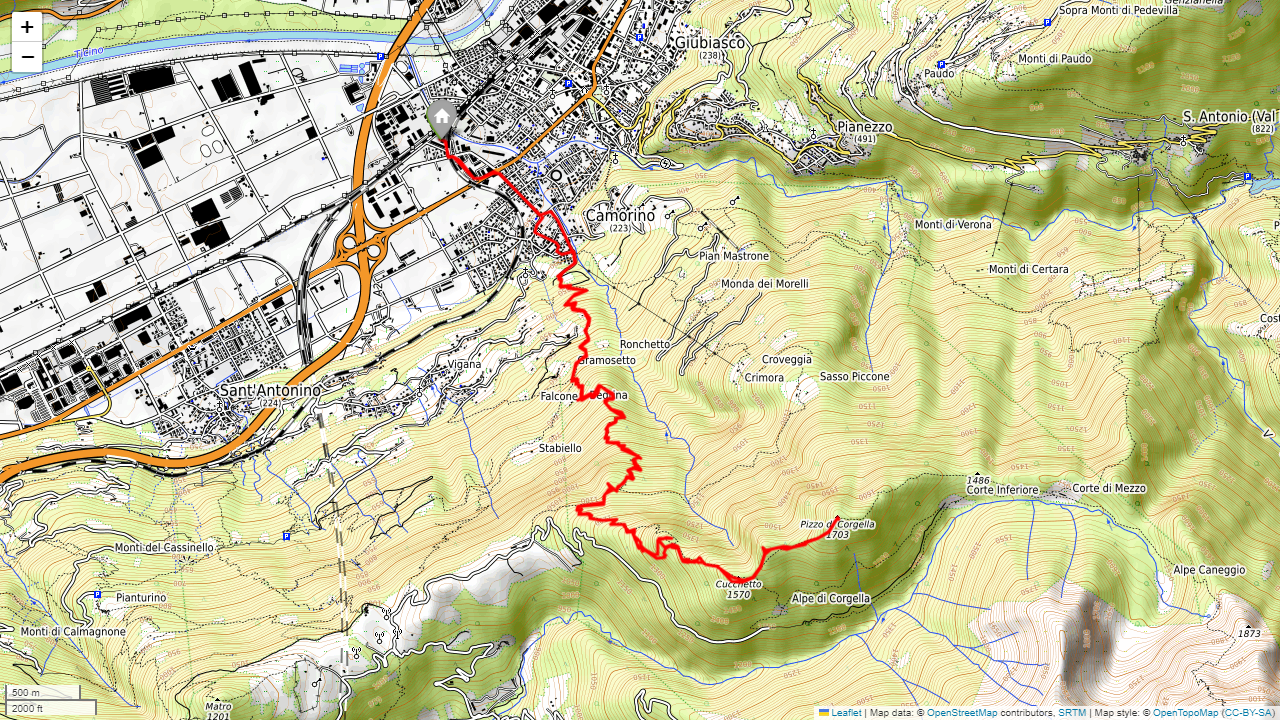 +
−
Ticino
Giubiasco
(238)
Genzianella
Sopra Monti di Pedevilla
Monti di Paudo
Paudo
Pianezzo
(491)
S. Antonio (Val
(822)
Camorino
(223)
Pian Mastrone
Monda dei Morelli
Monti di Verona
Monti di Certara
Ronchetto
Gramosetto
Croveggia
Crimora
Sasso Piccone
Vigana
Sant'Antonino
(234)
Falcone
Stabiello
1486
Corte Inferiore
Corte di Mezzo
Pizzo di Corgella
1703
Monti del Cassinello
Cucchetto
1570
Alpe di Corgella
Alpe Caneggio
Pianturino
Monti di Calmagnone
1873
Matro
1201
500 m
2000 ft
Leaflet | Map data: © OpenStreetMap contributors, SRTM | Map style: © OpenTopoMap (CC-BY-SA)